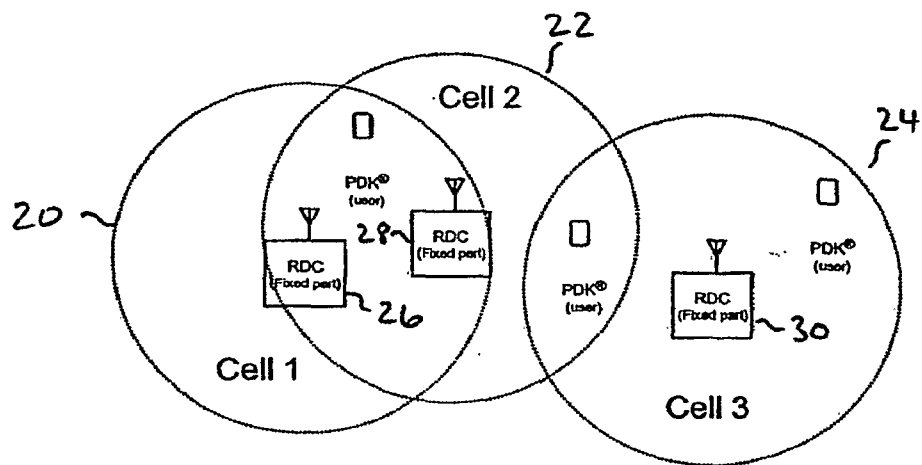 22
Cell 2
24
20
PDK®
(user)
28
RDC
(Fixed part)
RDC
(Fixed part)
26
PDK®
(user)
PDK®
(user)
RDC
(Fixed part)
30
Cell 1
Cell 3